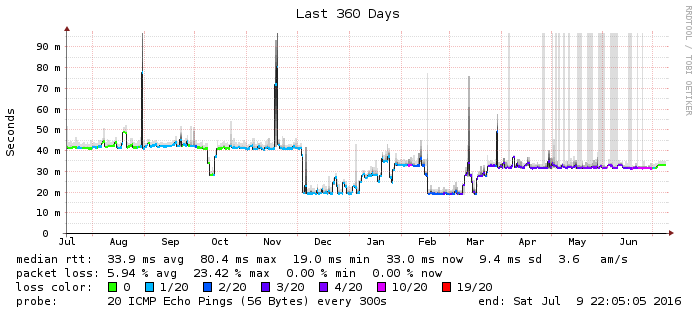 Last 360 Days
RRDTOOL / TOBI OETIKER
Seconds
90 m
80 m
70 m
60 m
50 m
40 m
30 m
20 m
10 m
0
Jul Aug Sep Oct Nov Dec Jan Feb Mar Apr May Jun
median rtt: 33.9 ms avg 80.4 ms max 19.0 ms min 33.0 ms now 9.4 ms sd 3.6 am/s
packet loss: 5.94 % avg 23.42 % max 0.00 % min 0.00 % now
loss color: 0 1/20 2/20 3/20 4/20 10/20 19/20
probe: 20 ICMP Echo Pings (56 Bytes) every 300s end: Sat Jul 9 22:05:05 2016